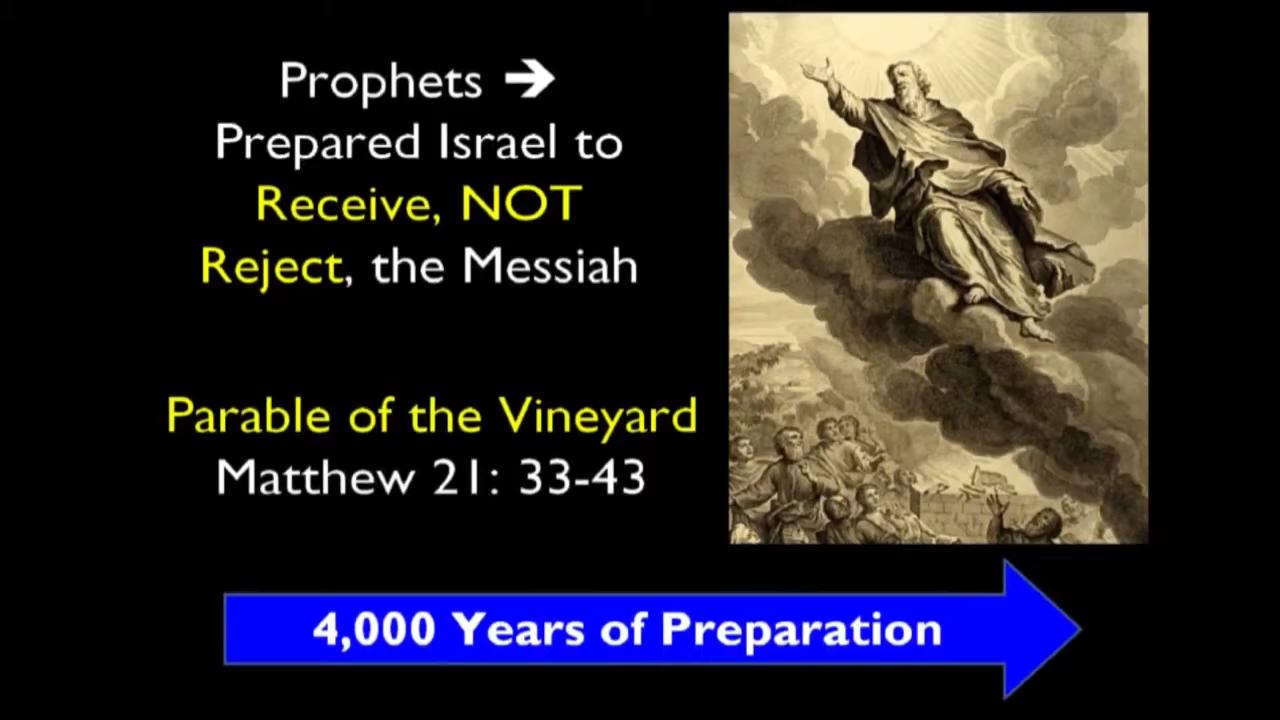 Prophets ➔
Prepared Israel to
Receive, NOT
Reject, the Messiah
Parable of the Vineyard
Matthew 21: 33-43
4,000 Years of Preparation